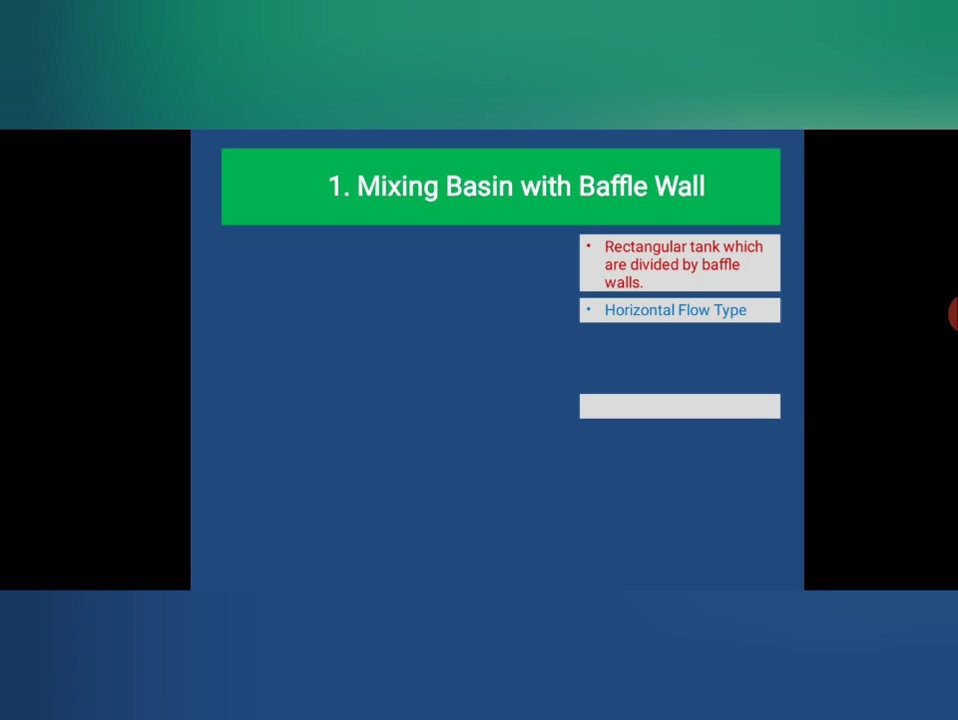 1. Mixing Basin with Baffle Wall
• Rectangular tank which
are divided by baffle
walls.
• Horizontal Flow Type